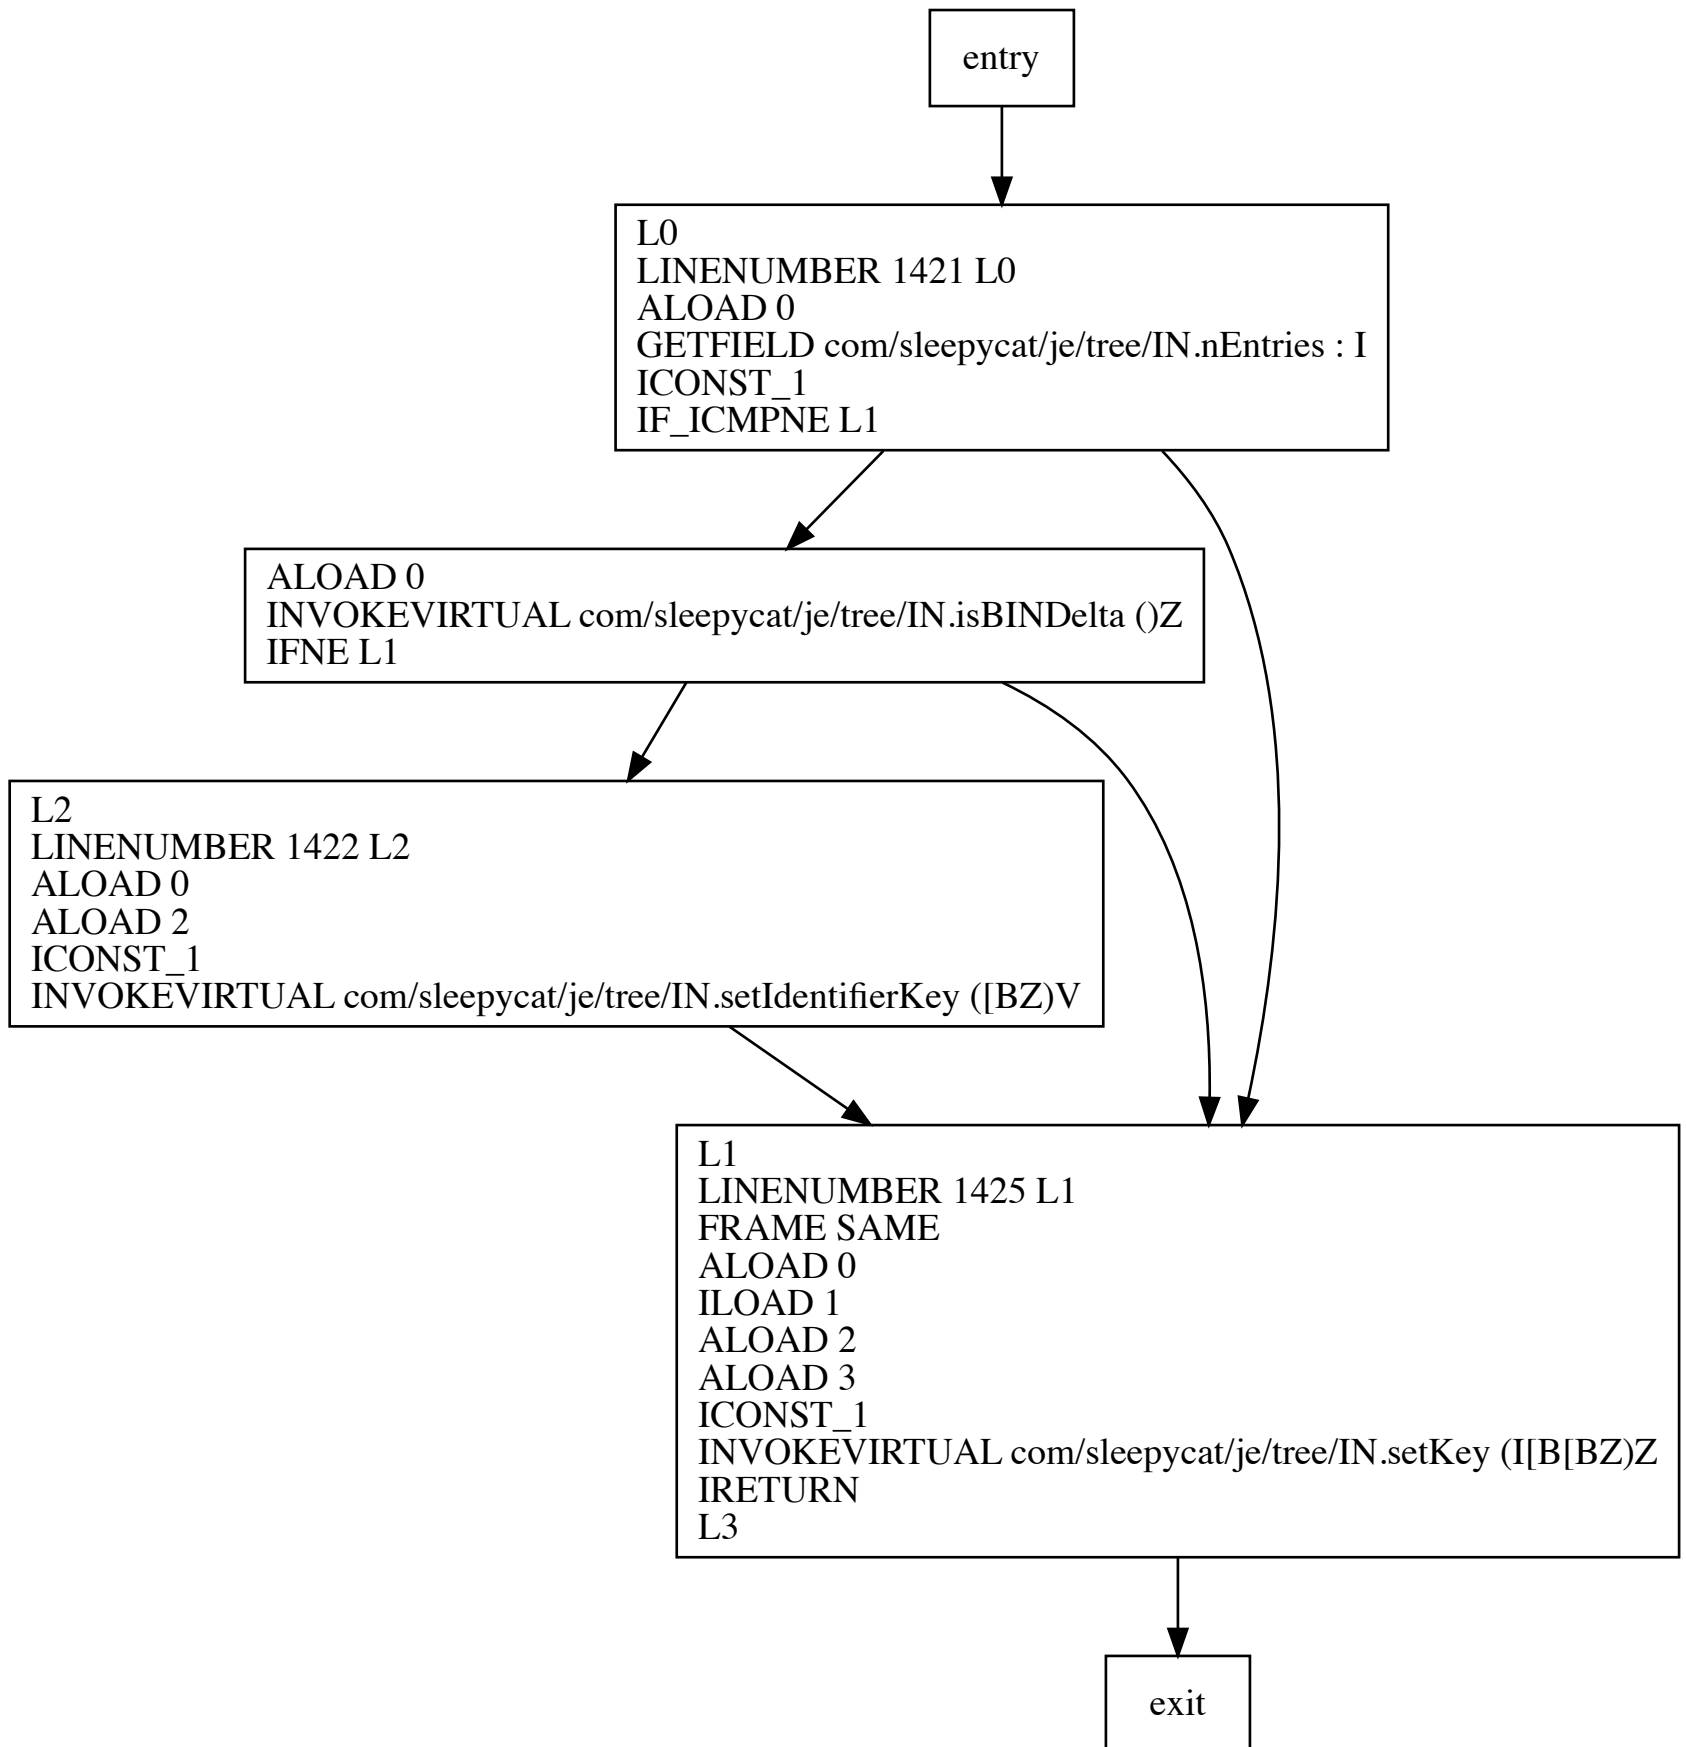 entry
L0
LINENUMBER 1421 L0
ALOAD 0
GETFIELD com/sleepycat/je/tree/IN.nEntries : I
ICONST_1
IF_ICMPNE L1
ALOAD 0
INVOKEVIRTUAL com/sleepycat/je/tree/IN.isBINDelta ()Z
IFNE L1
L2
LINENUMBER 1422 L2
ALOAD 0
ALOAD 2
ICONST_1
INVOKEVIRTUAL com/sleepycat/je/tree/IN.setIdentifierKey ([BZ)V
L1
LINENUMBER 1425 L1
FRAME SAME
ALOAD 0
ILOAD 1
ALOAD 2
ALOAD 3
ICONST_1
INVOKEVIRTUAL com/sleepycat/je/tree/IN.setKey (I[B[BZ)Z
IRETURN
L3
exit